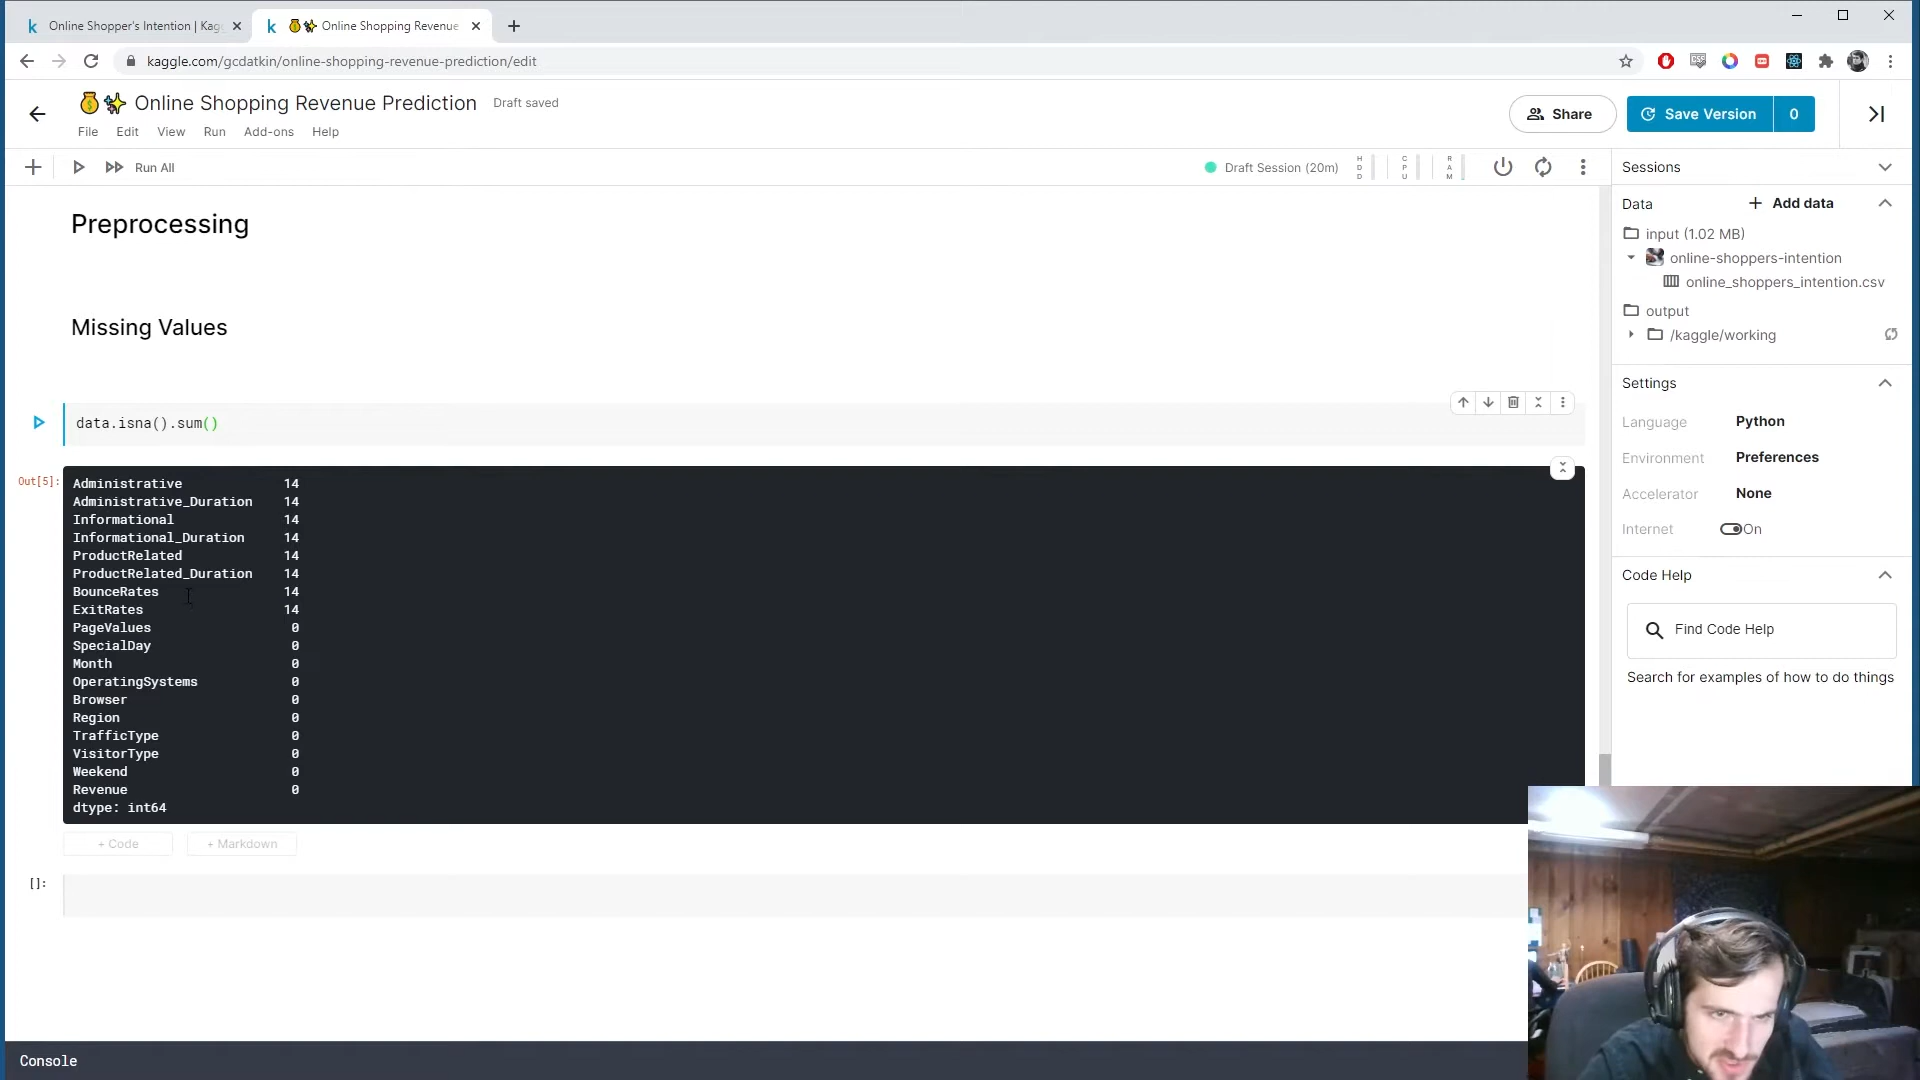 Online Shopper's Intention | Kag
Online Shopping Revenue
kaggle.com/gcdatkin/online-shopping-revenue-prediction/edit
Online Shopping Revenue Prediction
Draft saved
File Edit View Run Add-ons Help
Share
Save Version 0
Run All
Draft Session (20m)
HDD
CPU
RAM
Preprocessing
Missing Values
data.isna().sum()
Out[5]:
Administrative 14
Administrative_Duration 14
Informational 14
Informational_Duration 14
ProductRelated 14
ProductRelated_Duration 14
BounceRates 14
ExitRates 14
PageValues 0
SpecialDay 0
Month 0
OperatingSystems 0
Browser 0
Region 0
TrafficType 0
VisitorType 0
Weekend 0
Revenue 0
dtype: int64
+ Code + Markdown
[]:
Console
Sessions
Data + Add data
input (1.02 MB)
online-shoppers-intention
online_shoppers_intention.csv
output
/kaggle/working
Settings
Language Python
Environment Preferences
Accelerator None
Internet On
Code Help
Find Code Help
Search for examples of how to do things